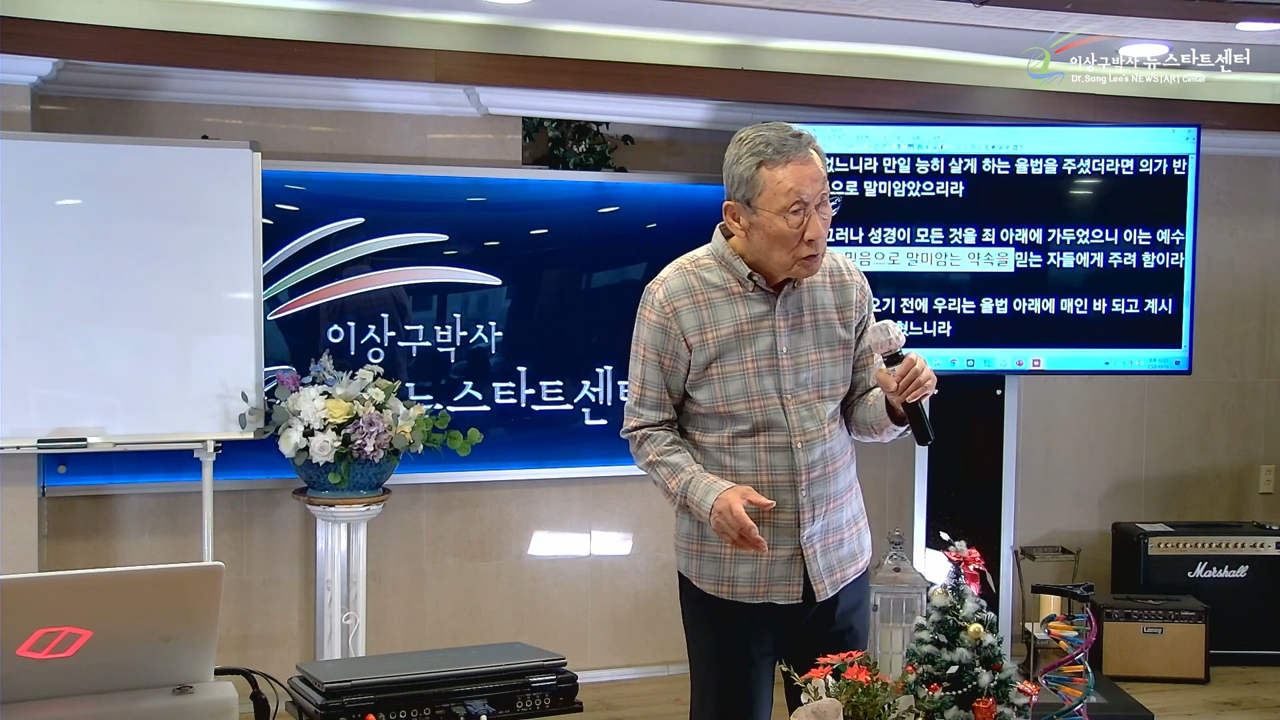 이상구박사 뉴스타트센터
Dr.Sang Lee's NEWSTART Center
없느니라 만일 능히 살게 하는 율법을 주셨더라면 의가 반
으로 말미암았으리라
그러나 성경이 모든 것을 죄 아래에 가두었으니 이는 예수
믿음으로 말미암는 약속을 믿는 자들에게 주려 함이라
오기 전에 우리는 율법 아래에 매인 바 되고 계시
느니라
이상구박사
뉴스타트센터
Marshall
Laney